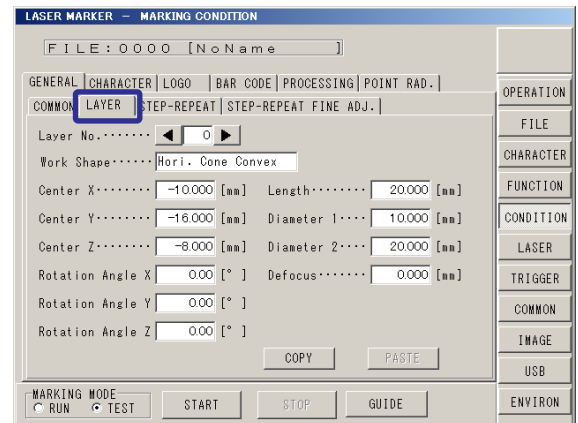 LASER MARKER － MARKING CONDITION
FILE:0000 [NoName ]
GENERAL CHARACTER LOGO BAR CODE PROCESSING POINT RAD.
COMMON LAYER STEP-REPEAT STEP-REPEAT FINE ADJ.
Layer No.······· ◀ 0 ▶
Work Shape······ Hori. Cone Convex
Center X········ -10.000 [mm] Length········ 20.000 [mm]
Center Y········ -16.000 [mm] Diameter 1···· 10.000 [mm]
Center Z········ -8.000 [mm] Diameter 2···· 20.000 [mm]
Rotation Angle X 0.00 [° ] Defocus······· 0.000 [mm]
Rotation Angle Y 0.00 [° ]
Rotation Angle Z 0.00 [° ]
COPY PASTE
MARKING MODE
RUN TEST START STOP GUIDE
OPERATION
FILE
CHARACTER
FUNCTION
CONDITION
LASER
TRIGGER
COMMON
IMAGE
USB
ENVIRON